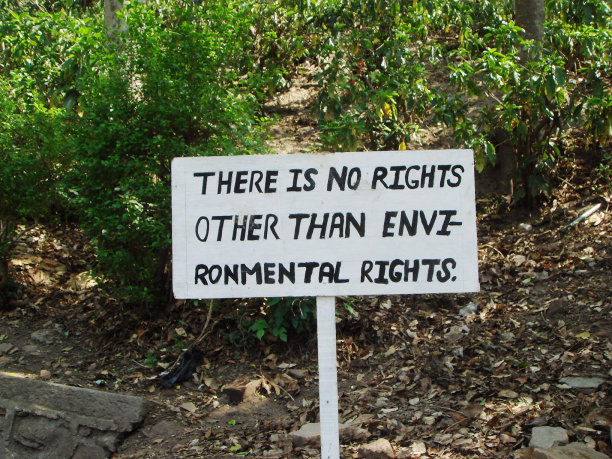 THERE IS NO RIGHTS
OTHER THAN ENVI-
RONMENTAL RIGHTS.